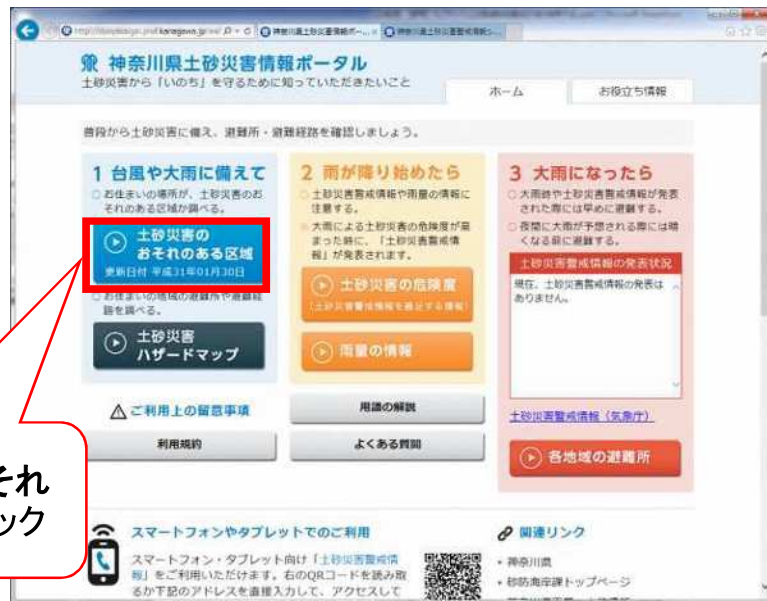 神奈川県土砂災害情報ポータル
土砂災害から「いのち」を守るために知っていただきたいこと
ホーム
お役立ち情報
普段から土砂災害に備え、避難所・避難経路を確認しましょう。
1 台風や大雨に備えて
お住まいの場所が、土砂災害のお
それのある区域か調べる。
土砂災害の
おそれのある区域
更新日付 平成31年01月30日
お住まいの地域の避難所や避難経
路を調べる。
土砂災害
ハザードマップ
2 雨が降り始めたら
土砂災害警戒情報や雨量の情報に
注意する。
大雨による土砂災害の危険度が高
まった時に、「土砂災害警戒情
報」が発表されます。
土砂災害の危険度
(土砂災害警戒情報を補足する情報)
雨量の情報
3 大雨になったら
大雨時や土砂災害警戒情報が発表
された際には早めに避難する。
夜間に大雨が予想される際には暗
くなる前に避難する。
土砂災害警戒情報の発表状況
現在、土砂災害警戒情報の発表は
ありません。
土砂災害警戒情報（気象庁）
各地域の避難所
ご利用上の留意事項
用語の解説
利用規約
よくある質問
それ
ック
スマートフォンやタブレットでのご利用
スマートフォン・タブレット向け「土砂災害警戒情
報」をご利用いただけます。右のQRコードを読み取
るか下記のアドレスを直接入力して、アクセスして
関連リンク
神奈川県
砂防海岸課トップページ